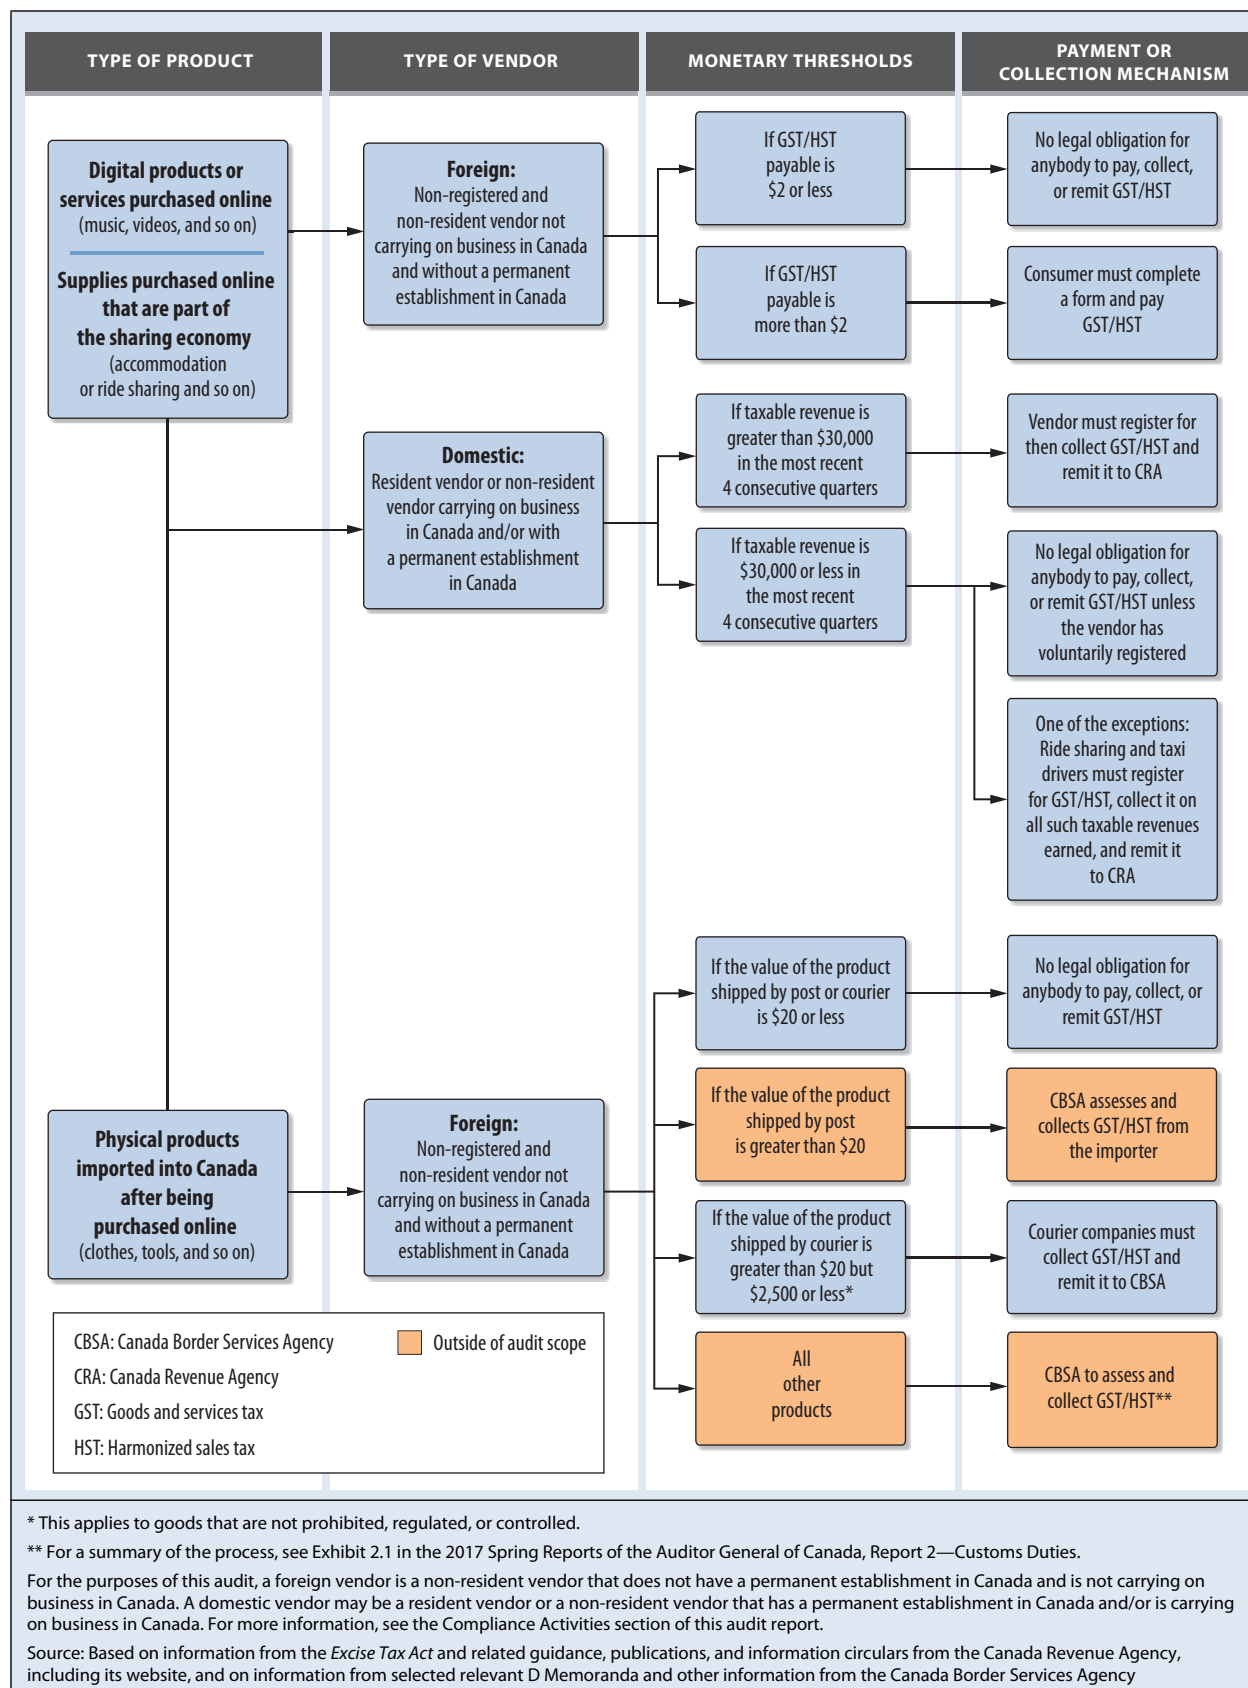 TYPE OF PRODUCT
TYPE OF VENDOR
MONETARY THRESHOLDS
PAYMENT OR
COLLECTION MECHANISM
Digital products or
services purchased online
(music, videos, and so on)
Supplies purchased online
that are part of
the sharing economy
(accommodation
or ride sharing and so on)
Foreign:
Non-registered and
non-resident vendor not
carrying on business in Canada
and without a permanent
establishment in Canada
If GST/HST
payable is
$2 or less
No legal obligation for
anybody to pay, collect,
or remit GST/HST
If GST/HST
payable is
more than $2
Consumer must complete
a form and pay
GST/HST
Domestic:
Resident vendor or non-resident
vendor carrying on business
in Canada and/or with
a permanent establishment
in Canada
If taxable revenue is
greater than $30,000
in the most recent
4 consecutive quarters
Vendor must register for
then collect GST/HST and
remit it to CRA
If taxable revenue is
$30,000 or less in
the most recent
4 consecutive quarters
No legal obligation for
anybody to pay, collect,
or remit GST/HST unless
the vendor has
voluntarily registered
One of the exceptions:
Ride sharing and taxi
drivers must register
for GST/HST, collect it on
all such taxable revenues
earned, and remit it
to CRA
Physical products
imported into Canada
after being
purchased online
(clothes, tools, and so on)
Foreign:
Non-registered and
non-resident vendor not
carrying on business in Canada
and without a permanent
establishment in Canada
If the value of the product
shipped by post or courier
is $20 or less
No legal obligation for
anybody to pay, collect, or
remit GST/HST
If the value of the product
shipped by post
is greater than $20
CBSA assesses and
collects GST/HST from
the importer
If the value of the product
shipped by courier is
greater than $20 but
$2,500 or less*
Courier companies must
collect GST/HST and
remit it to CBSA
All
other
products
CBSA to assess and
collect GST/HST**
CBSA: Canada Border Services Agency
Outside of audit scope
CRA: Canada Revenue Agency
GST: Goods and services tax
HST: Harmonized sales tax
* This applies to goods that are not prohibited, regulated, or controlled.
** For a summary of the process, see Exhibit 2.1 in the 2017 Spring Reports of the Auditor General of Canada, Report 2—Customs Duties.
For the purposes of this audit, a foreign vendor is a non-resident vendor that does not have a permanent establishment in Canada and is not carrying on
business in Canada. A domestic vendor may be a resident vendor or a non-resident vendor that has a permanent establishment in Canada and/or is carrying
on business in Canada. For more information, see the Compliance Activities section of this audit report.
Source: Based on information from the Excise Tax Act and related guidance, publications, and information circulars from the Canada Revenue Agency,
including its website, and on information from selected relevant D Memoranda and other information from the Canada Border Services Agency